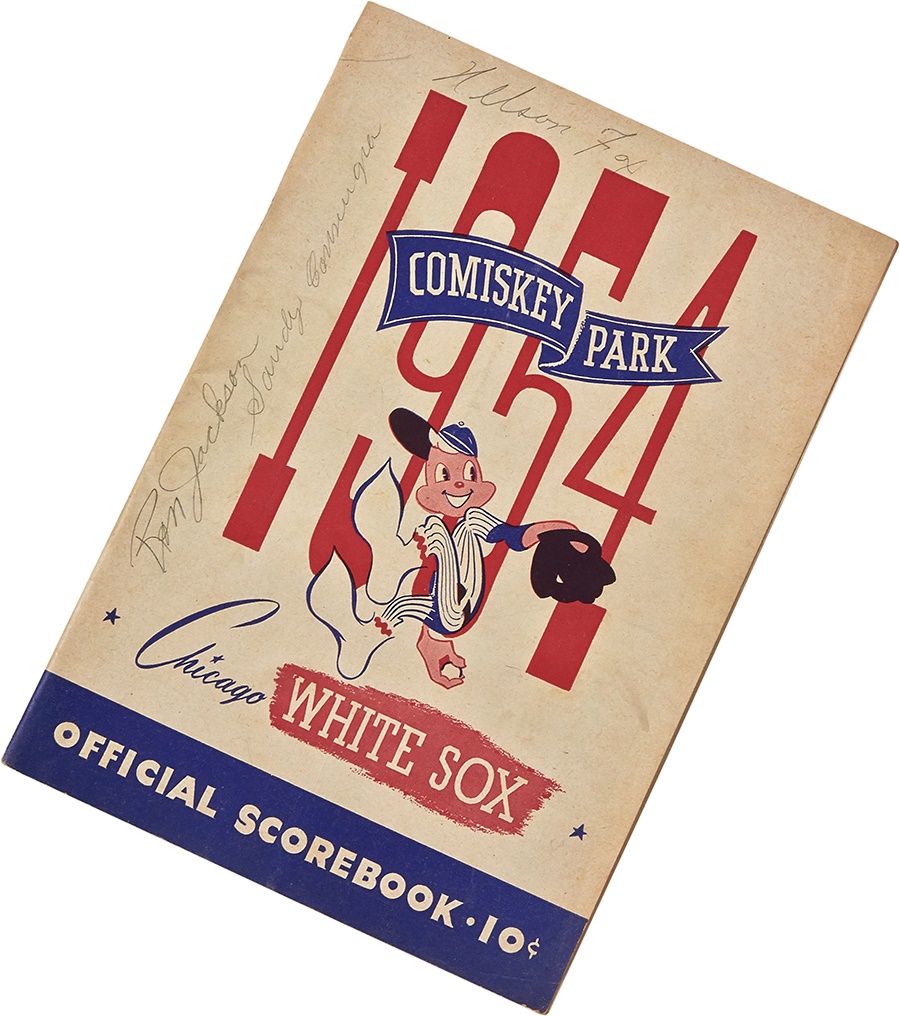 Nelson Fox
1954
COMISKEY
PARK
Ron Jackson
Sandy Consuegra
Chicago
WHITE SOX
OFFICIAL SCOREBOOK · 10¢